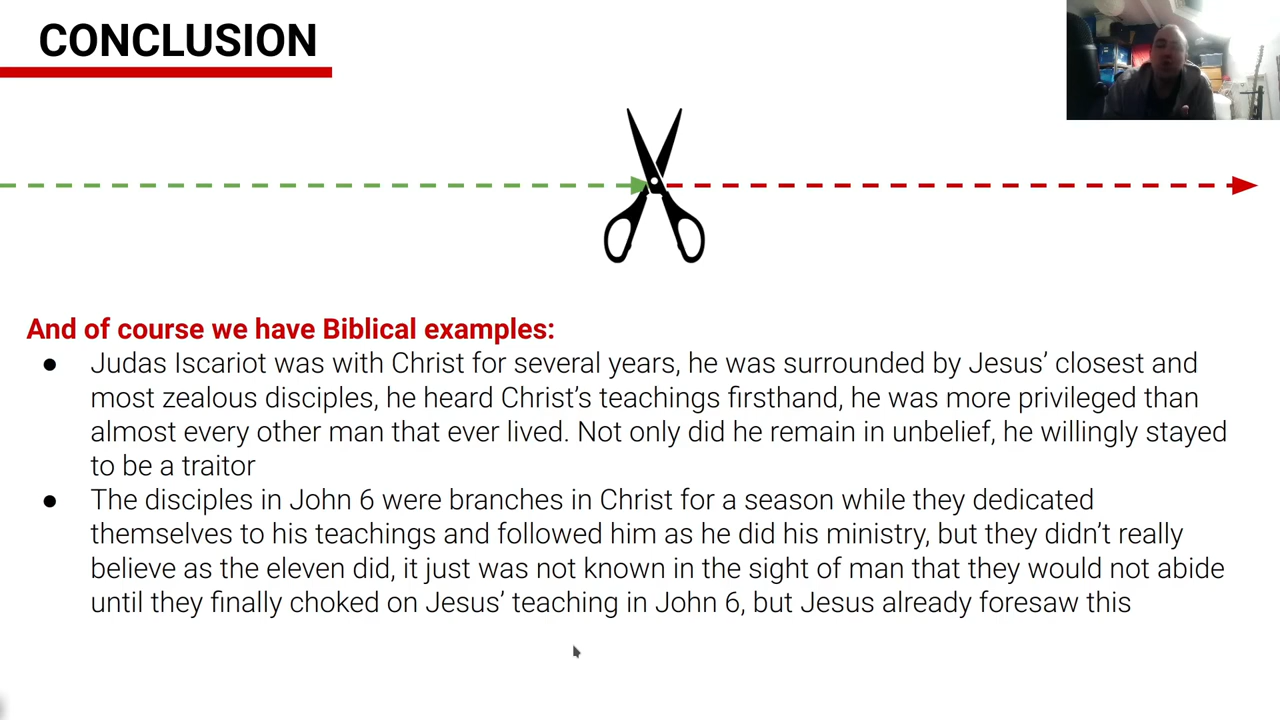 CONCLUSION
And of course we have Biblical examples:
● Judas Iscariot was with Christ for several years, he was surrounded by Jesus’ closest and
most zealous disciples, he heard Christ’s teachings firsthand, he was more privileged than
almost every other man that ever lived. Not only did he remain in unbelief, he willingly stayed
to be a traitor
● The disciples in John 6 were branches in Christ for a season while they dedicated
themselves to his teachings and followed him as he did his ministry, but they didn’t really
believe as the eleven did, it just was not known in the sight of man that they would not abide
until they finally choked on Jesus’ teaching in John 6, but Jesus already foresaw this